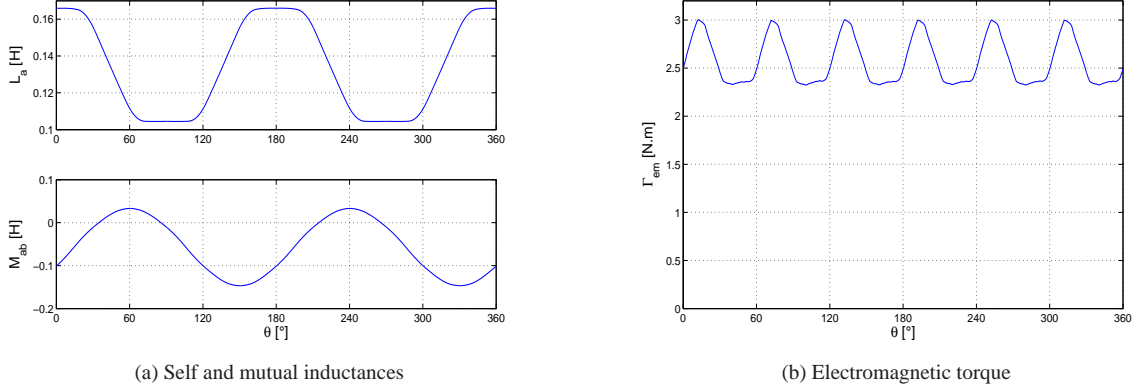 0.16
0.14
0.12
0.1
L_a [H]
0 60 120 180 240 300 360
0.1
0
−0.1
−0.2
M_ab [H]
0 60 120 180 240 300 360
θ [°]
(a) Self and mutual inductances
3
2.5
2
1.5
1
0.5
0
Γ_em [N.m]
0 60 120 180 240 300 360
θ [°]
(b) Electromagnetic torque